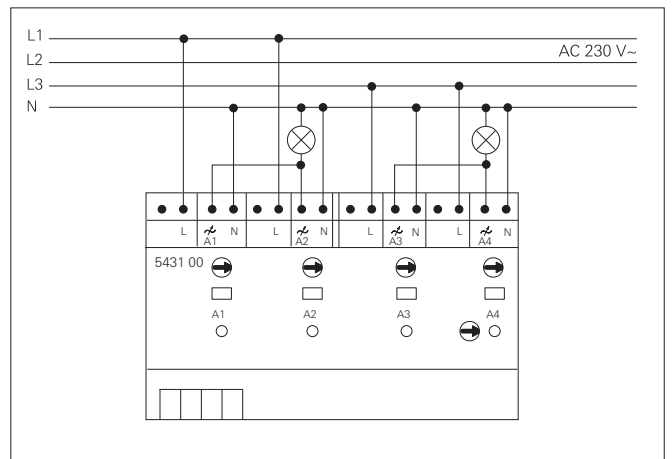 L1
AC 230 V~
L2
L3
N
L N L N L N L N
A1 A2 A3 A4
5431 00
A1 A2 A3 A4